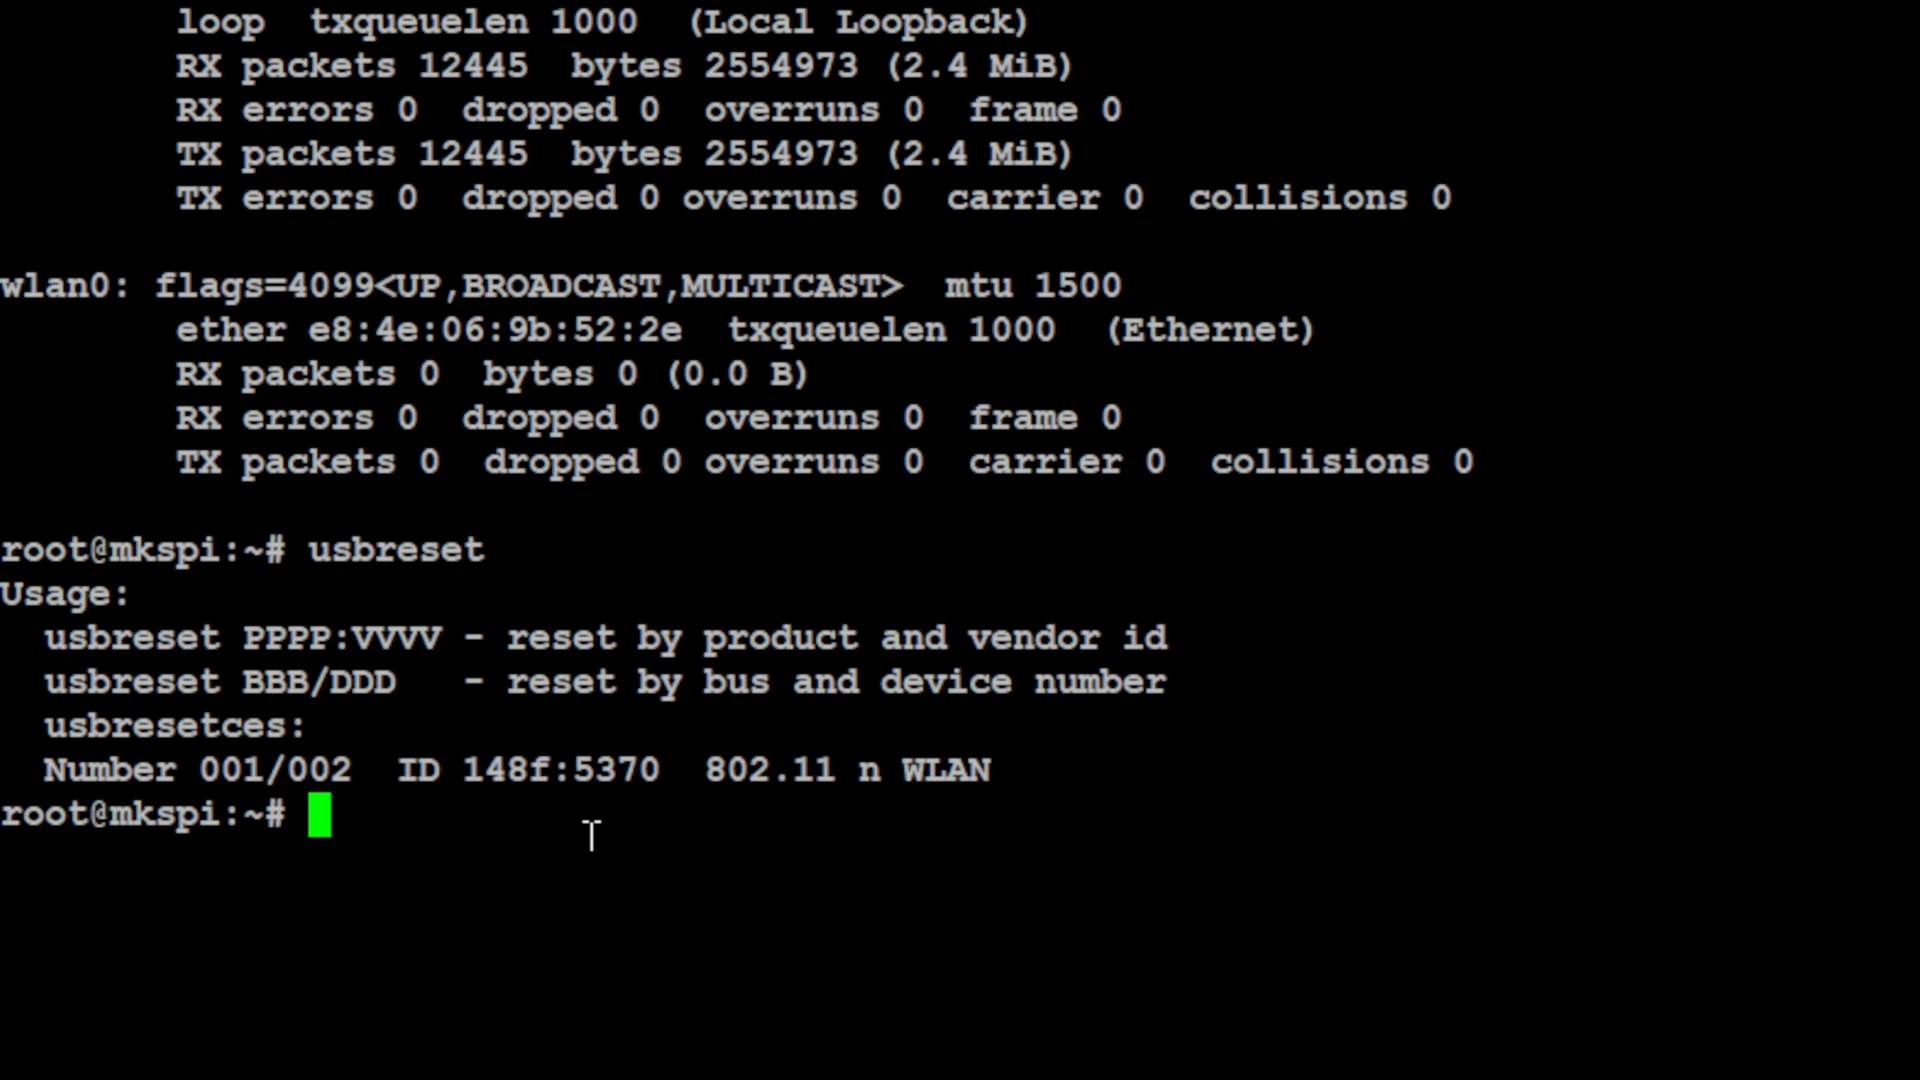 loop  txqueuelen 1000  (Local Loopback)
RX packets 12445  bytes 2554973 (2.4 MiB)
RX errors 0  dropped 0  overruns 0  frame 0
TX packets 12445  bytes 2554973 (2.4 MiB)
TX errors 0  dropped 0 overruns 0  carrier 0  collisions 0
wlan0: flags=4099<UP,BROADCAST,MULTICAST>  mtu 1500
ether e8:4e:06:9b:52:2e  txqueuelen 1000  (Ethernet)
RX packets 0  bytes 0 (0.0 B)
RX errors 0  dropped 0  overruns 0  frame 0
TX packets 0  dropped 0 overruns 0  carrier 0  collisions 0
root@mkspi:~# usbreset
Usage:
usbreset PPPP:VVVV - reset by product and vendor id
usbreset BBB/DDD   - reset by bus and device number
usbresetces:
Number 001/002  ID 148f:5370  802.11 n WLAN
root@mkspi:~#